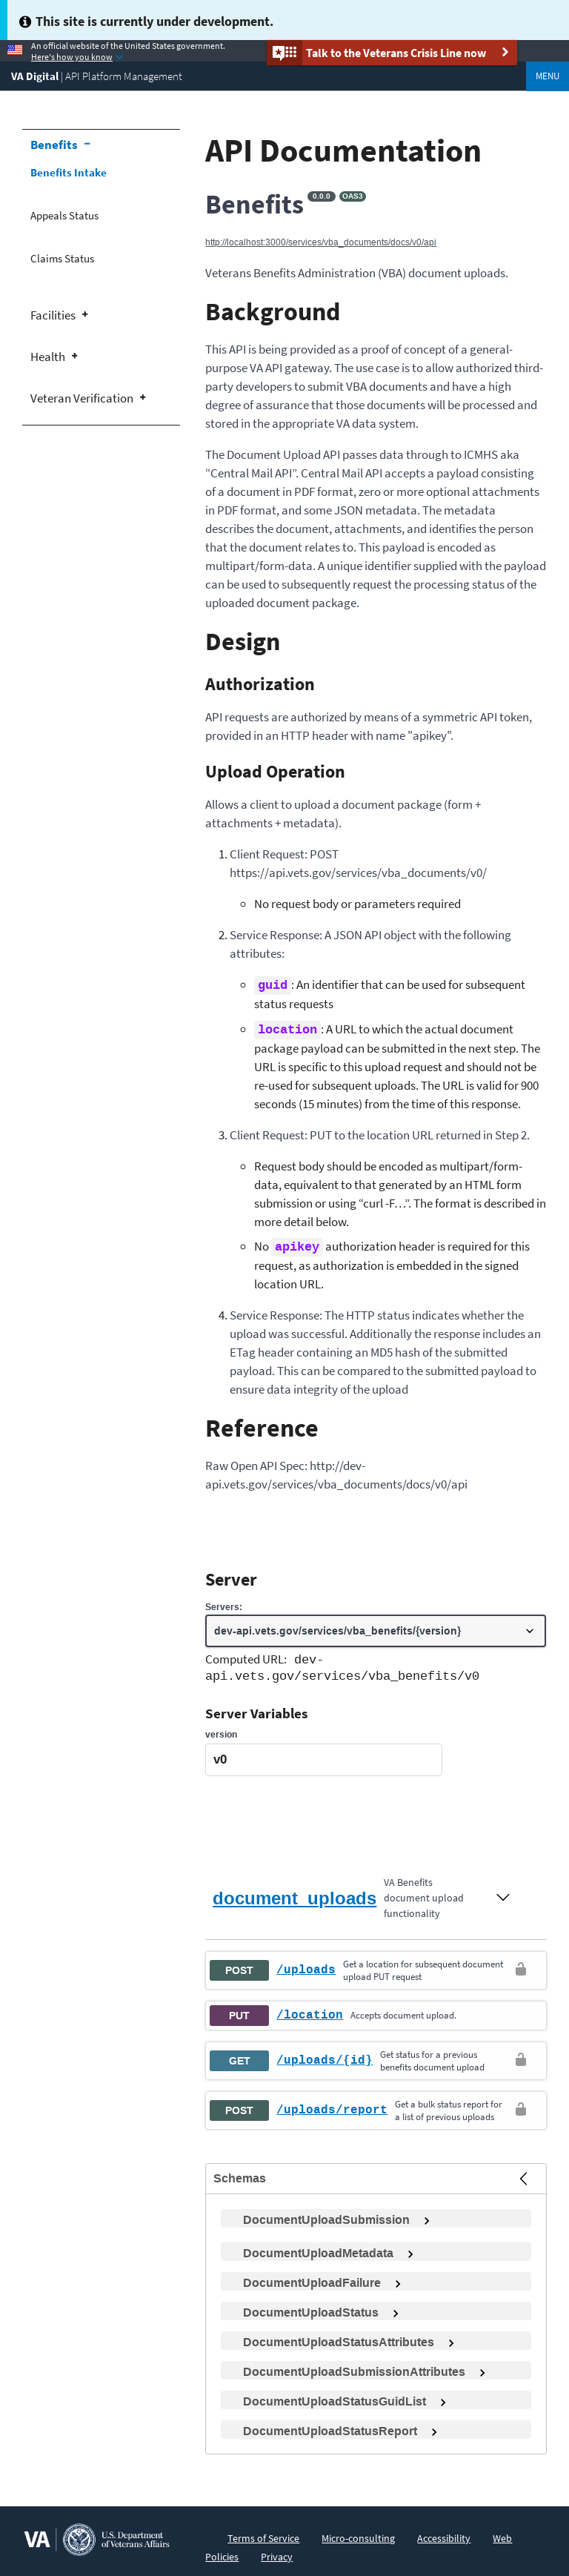 This site is currently under development.
An official website of the United States government.
Here's how you know
Talk to the Veterans Crisis Line now
VA Digital | API Platform Management
MENU
Benefits −
Benefits Intake
Appeals Status
Claims Status
Facilities +
Health +
Veteran Verification +
API Documentation
Benefits 0.0.0 OAS3
http://localhost:3000/services/vba_documents/docs/v0/api
Veterans Benefits Administration (VBA) document uploads.
Background
This API is being provided as a proof of concept of a general-
purpose VA API gateway. The use case is to allow authorized third-
party developers to submit VBA documents and have a high
degree of assurance that those documents will be processed and
stored in the appropriate VA data system.
The Document Upload API passes data through to ICMHS aka
“Central Mail API”. Central Mail API accepts a payload consisting
of a document in PDF format, zero or more optional attachments
in PDF format, and some JSON metadata. The metadata
describes the document, attachments, and identifies the person
that the document relates to. This payload is encoded as
multipart/form-data. A unique identifier supplied with the payload
can be used to subsequently request the processing status of the
uploaded document package.
Design
Authorization
API requests are authorized by means of a symmetric API token,
provided in an HTTP header with name "apikey".
Upload Operation
Allows a client to upload a document package (form +
attachments + metadata).
1. Client Request: POST
https://api.vets.gov/services/vba_documents/v0/
No request body or parameters required
2. Service Response: A JSON API object with the following
attributes:
guid : An identifier that can be used for subsequent
status requests
location : A URL to which the actual document
package payload can be submitted in the next step. The
URL is specific to this upload request and should not be
re-used for subsequent uploads. The URL is valid for 900
seconds (15 minutes) from the time of this response.
3. Client Request: PUT to the location URL returned in Step 2.
Request body should be encoded as multipart/form-
data, equivalent to that generated by an HTML form
submission or using “curl -F…”. The format is described in
more detail below.
No apikey authorization header is required for this
request, as authorization is embedded in the signed
location URL.
4. Service Response: The HTTP status indicates whether the
upload was successful. Additionally the response includes an
ETag header containing an MD5 hash of the submitted
payload. This can be compared to the submitted payload to
ensure data integrity of the upload
Reference
Raw Open API Spec: http://dev-
api.vets.gov/services/vba_documents/docs/v0/api
Server
Servers:
dev-api.vets.gov/services/vba_benefits/{version}
Computed URL: dev-
api.vets.gov/services/vba_benefits/v0
Server Variables
version
v0
document_uploads
VA Benefits
document upload
functionality
POST /uploads Get a location for subsequent document
upload PUT request
PUT /location Accepts document upload.
GET /uploads/{id} Get status for a previous
benefits document upload
POST /uploads/report Get a bulk status report for
a list of previous uploads
Schemas
DocumentUploadSubmission
DocumentUploadMetadata
DocumentUploadFailure
DocumentUploadStatus
DocumentUploadStatusAttributes
DocumentUploadSubmissionAttributes
DocumentUploadStatusGuidList
DocumentUploadStatusReport
VA
U.S. Department
of Veterans Affairs
Terms of Service Micro-consulting Accessibility Web
Policies Privacy